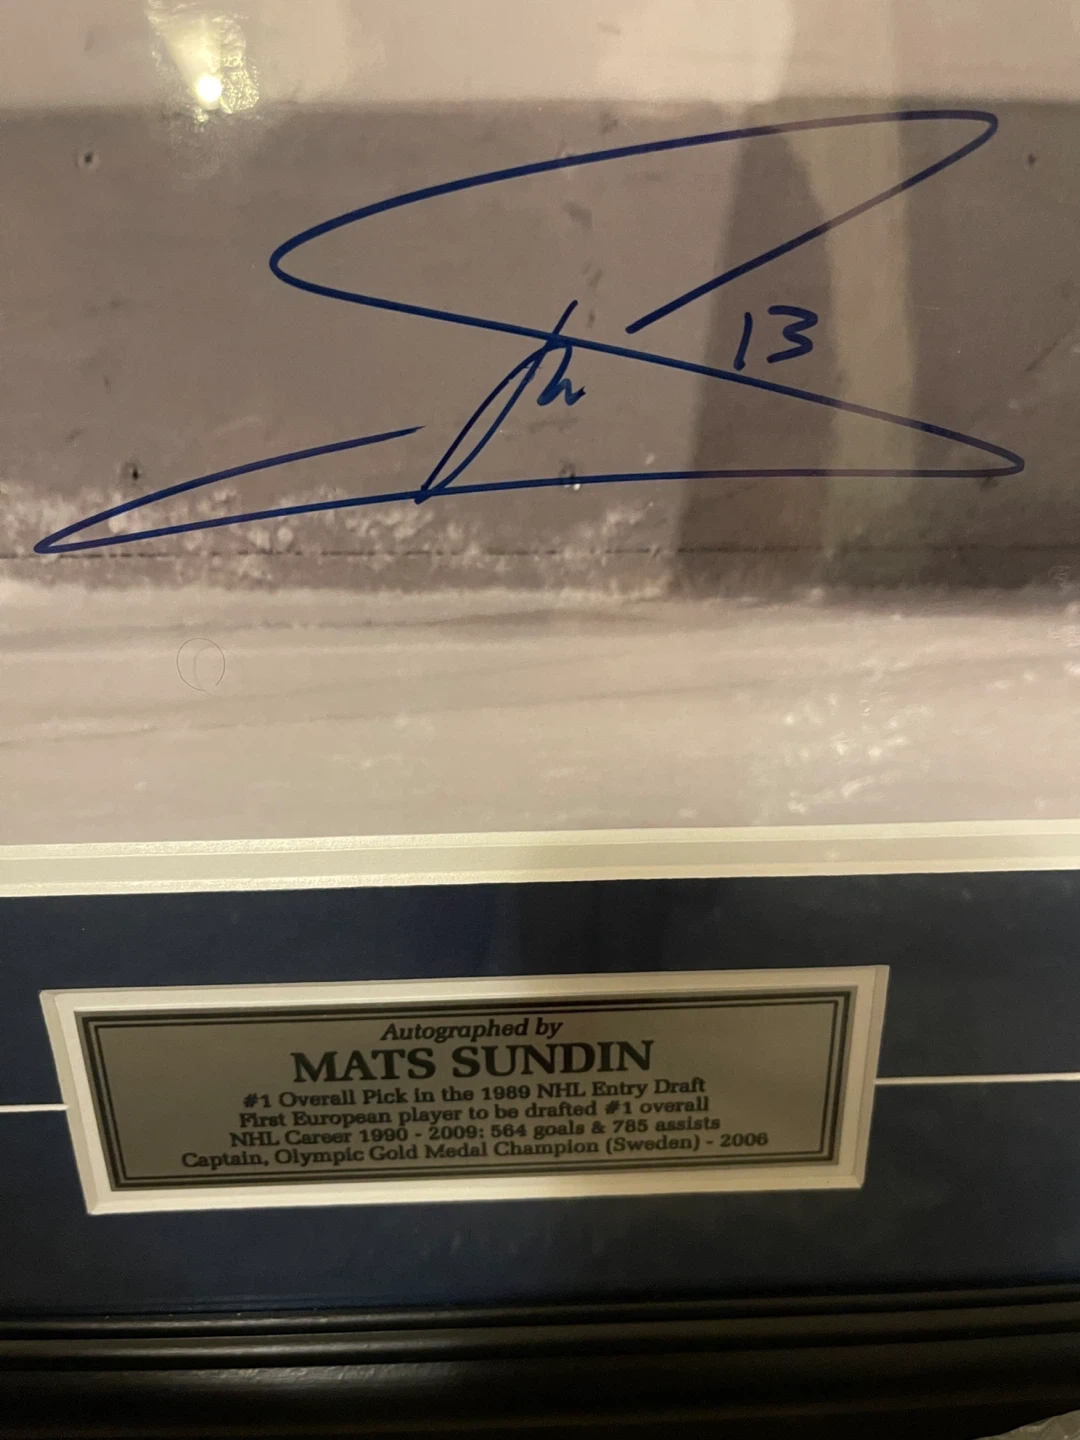 13
Autographed by
MATS SUNDIN
#1 Overall Pick in the 1989 NHL Entry Draft
First European player to be drafted #1 overall
NHL Career 1990 - 2009: 564 goals & 785 assists
Captain, Olympic Gold Medal Champion (Sweden) - 2006